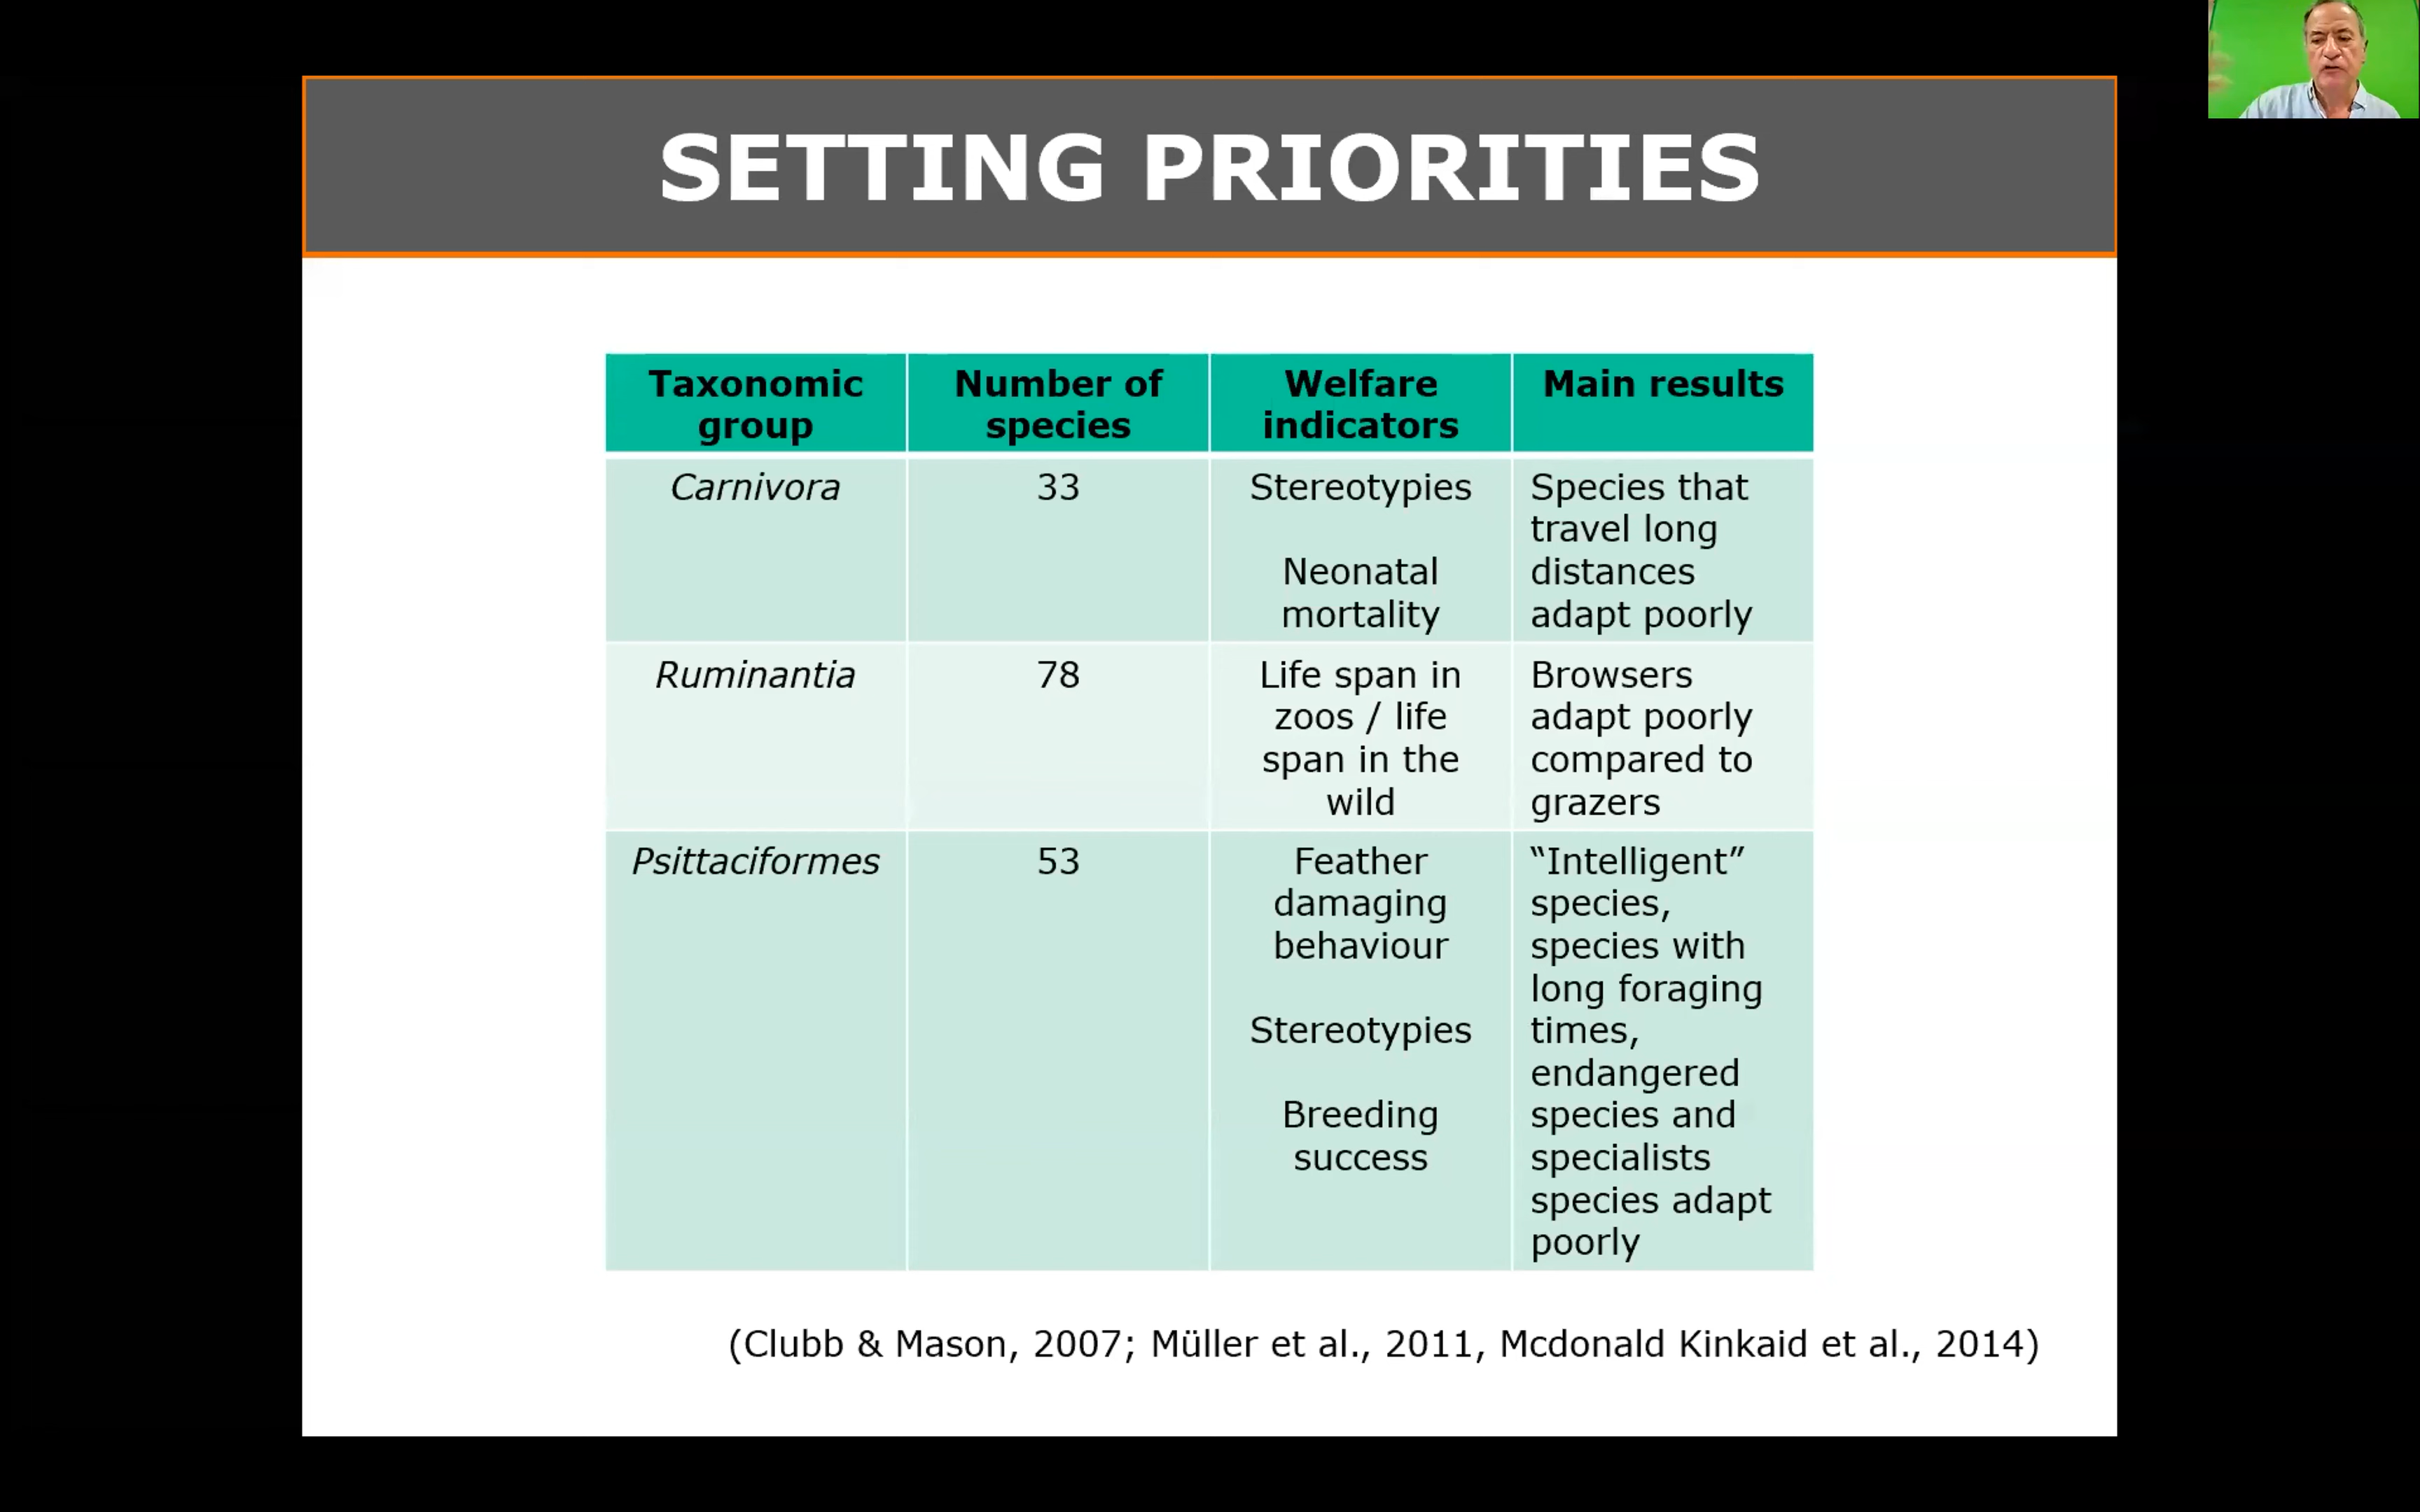 SETTING PRIORITIES
Taxonomic
group
Number of
species
Welfare
indicators
Main results
Carnivora
33
Stereotypies
Neonatal
mortality
Species that
travel long
distances
adapt poorly
Ruminantia
78
Life span in
zoos / life
span in the
wild
Browsers
adapt poorly
compared to
grazers
Psittaciformes
53
Feather
damaging
behaviour
Stereotypies
Breeding
success
“Intelligent”
species,
species with
long foraging
times,
endangered
species and
specialists
species adapt
poorly
(Clubb & Mason, 2007; Müller et al., 2011, Mcdonald Kinkaid et al., 2014)